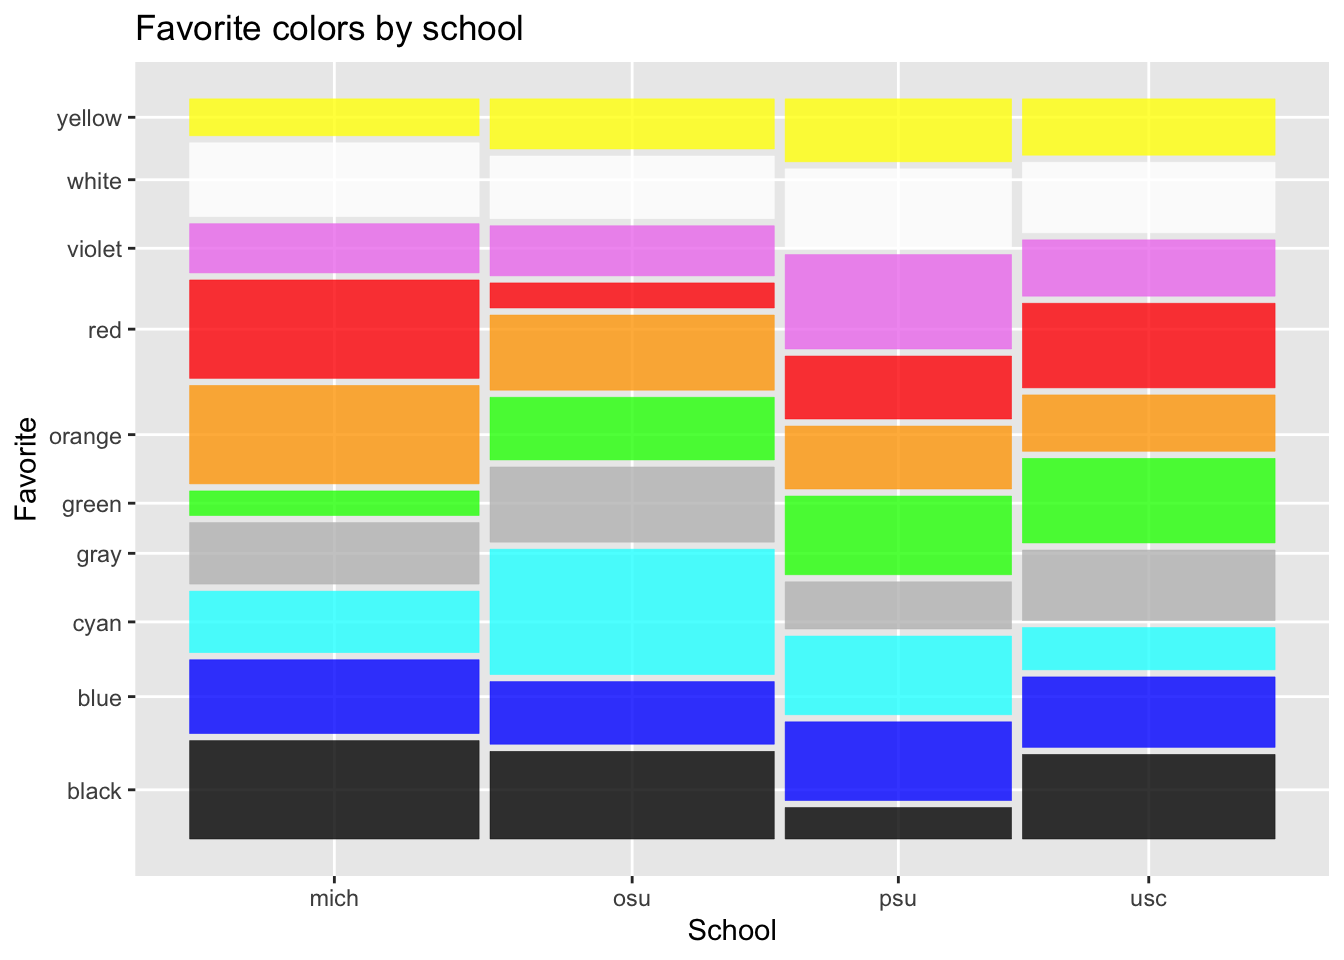 Favorite colors by school
Favorite
yellow
white
violet
red
orange
green
gray
cyan
blue
black
mich osu psu usc
School